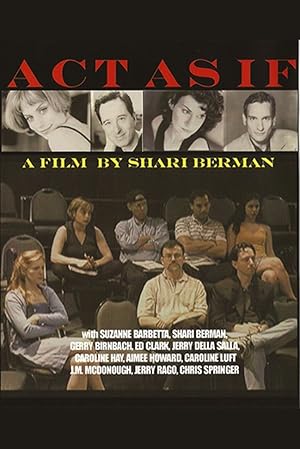 ACT AS IF
A FILM BY SHARI BERMAN
with SUZANNE BARBETTA, SHARI BERMAN,
GERRY BIRNBACH, ED CLARK, JERRY DELLA SALLA,
CAROLINE HAY, AIMEE HOWARD, CAROLINE LUFT
J.M. MCDONOUGH, JERRY RAGO, CHRIS SPRINGER